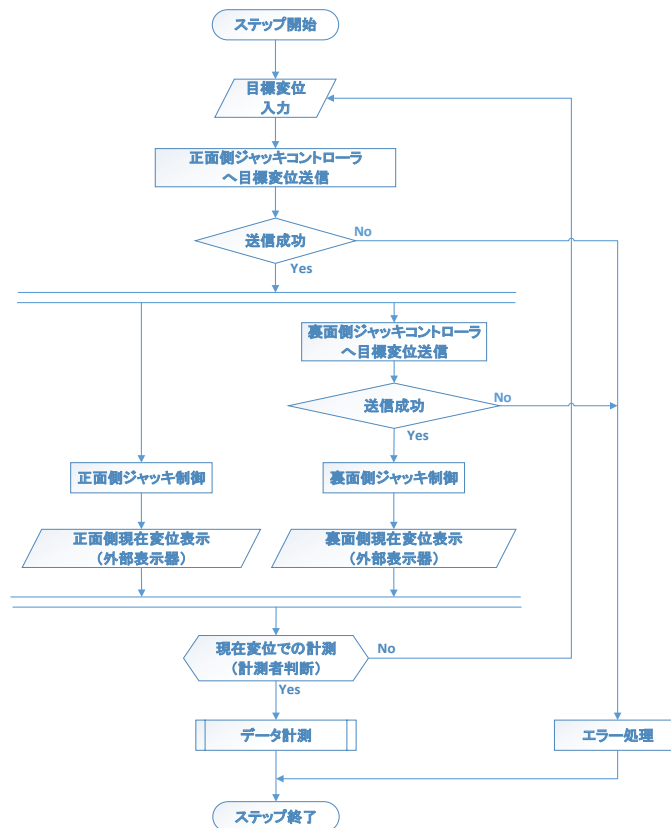 ステップ開始
目標変位
入力
正面側ジャッキコントローラ
へ目標変位送信
送信成功
No
Yes
裏面側ジャッキコントローラ
へ目標変位送信
送信成功
No
Yes
正面側ジャッキ制御
裏面側ジャッキ制御
正面側現在変位表示
（外部表示器）
裏面側現在変位表示
（外部表示器）
現在変位での計測
（計測者判断）
No
Yes
データ計測
エラー処理
ステップ終了